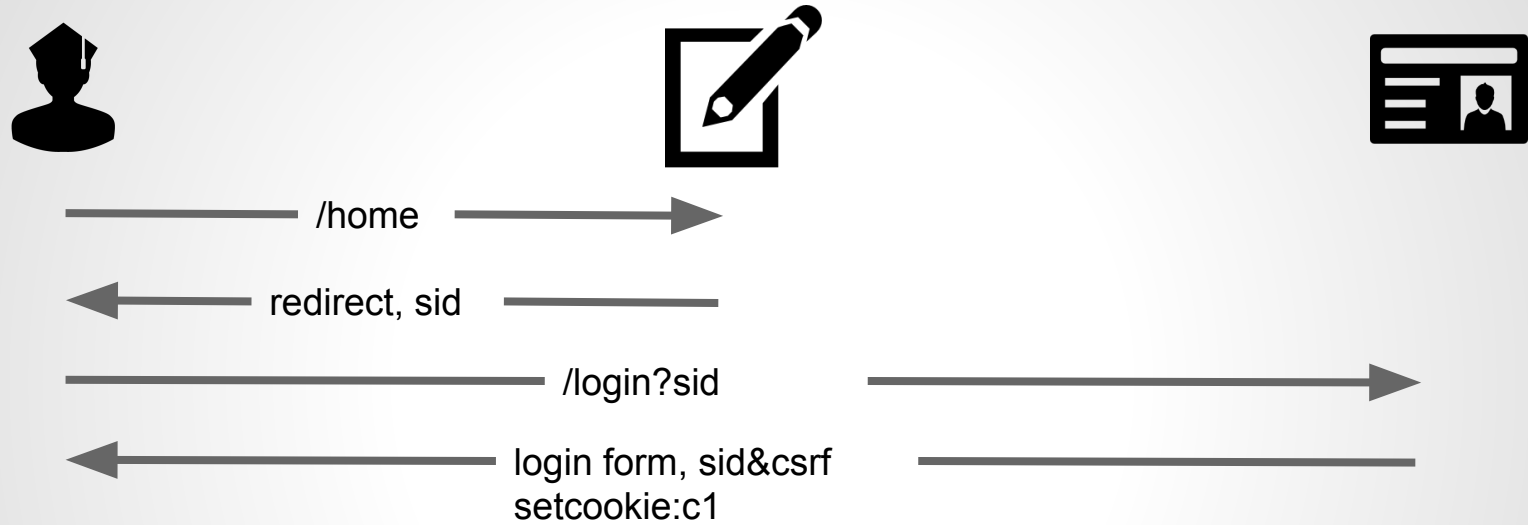 /home
redirect, sid
/login?sid
login form, sid&csrf
setcookie:c1